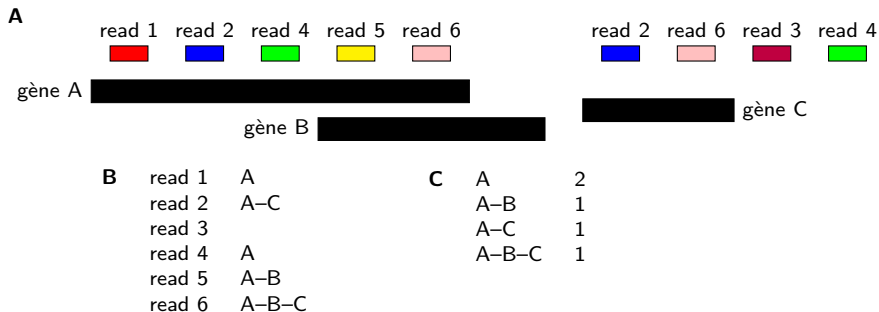 A
read 1 read 2 read 4 read 5 read 6 read 2 read 6 read 3 read 4
gène A
gène C
gène B
B read 1 A
read 2 A–C
read 3
read 4 A
read 5 A–B
read 6 A–B–C
C A 2
A–B 1
A–C 1
A–B–C 1